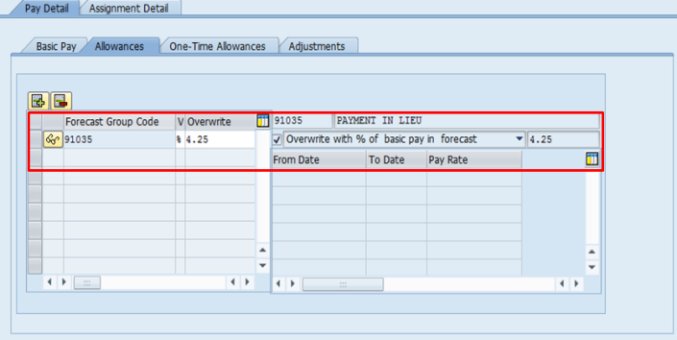 Pay Detail Assignment Detail
Basic Pay Allowances One-Time Allowances Adjustments
Forecast Group Code V Overwrite 91035 PAYMENT IN LIEU
91035 % 4.25 Overwrite with % of basic pay in forecast 4.25
From Date To Date Pay Rate